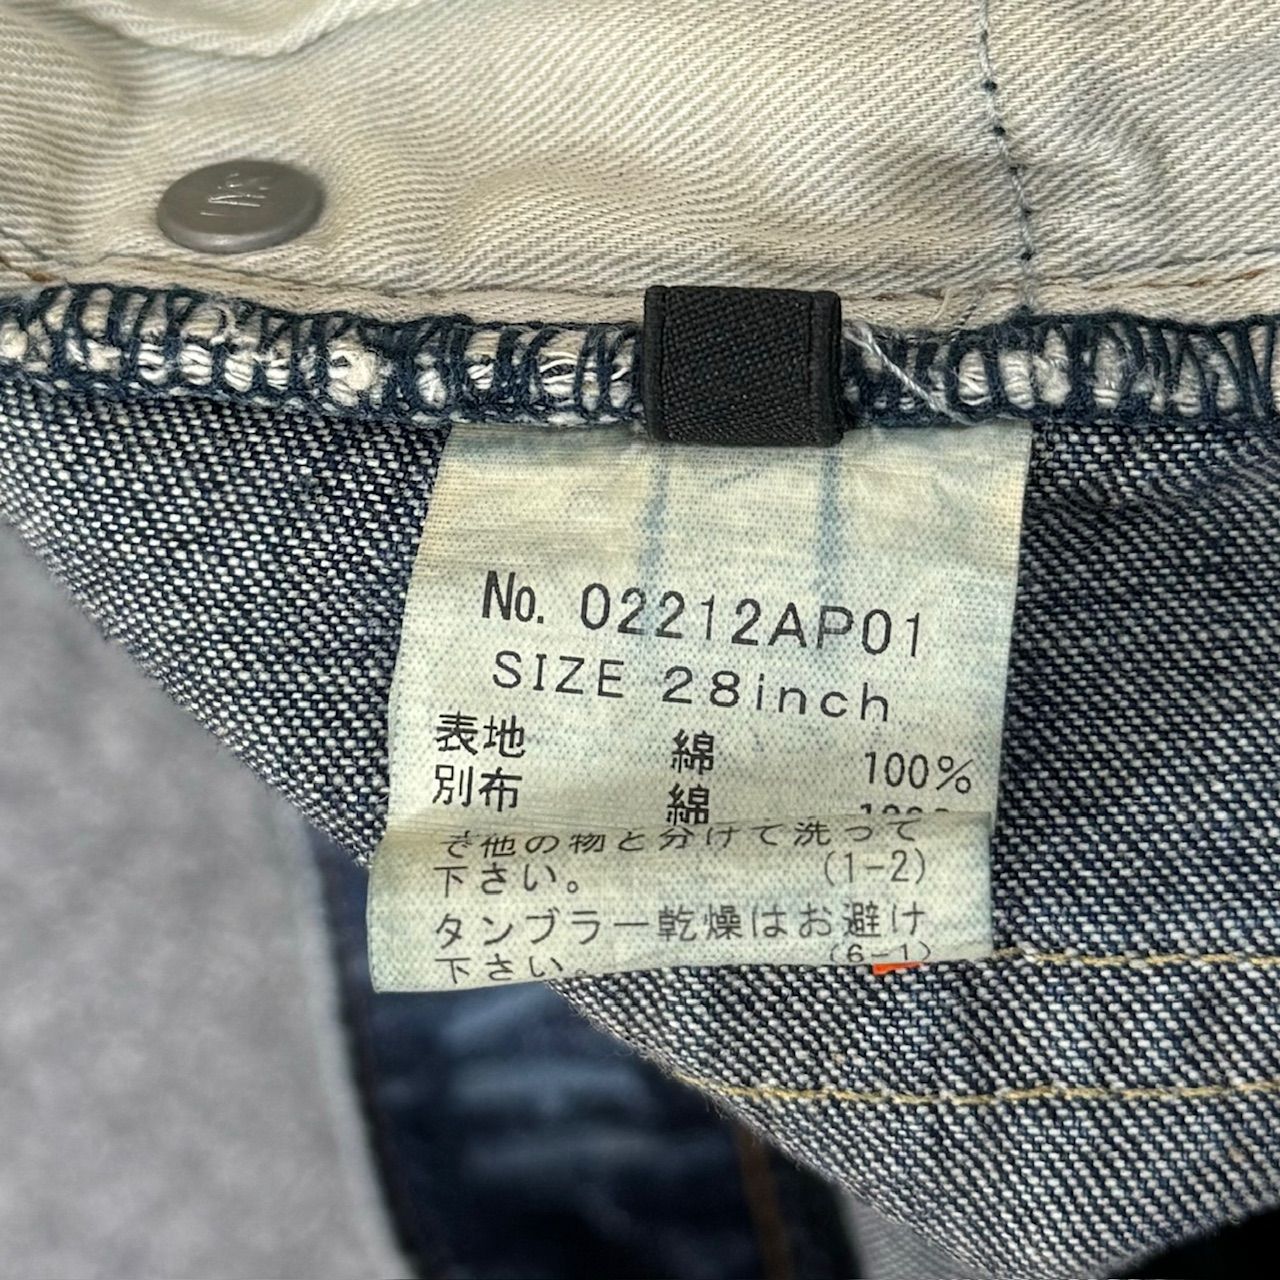 No. 02212AP01
SIZE 28inch
表地 綿 100%
別布 綿
で他の物と分けて洗って
下さい。 (1-2)
タンブラー乾燥はお避け
下さい。 (6-1)